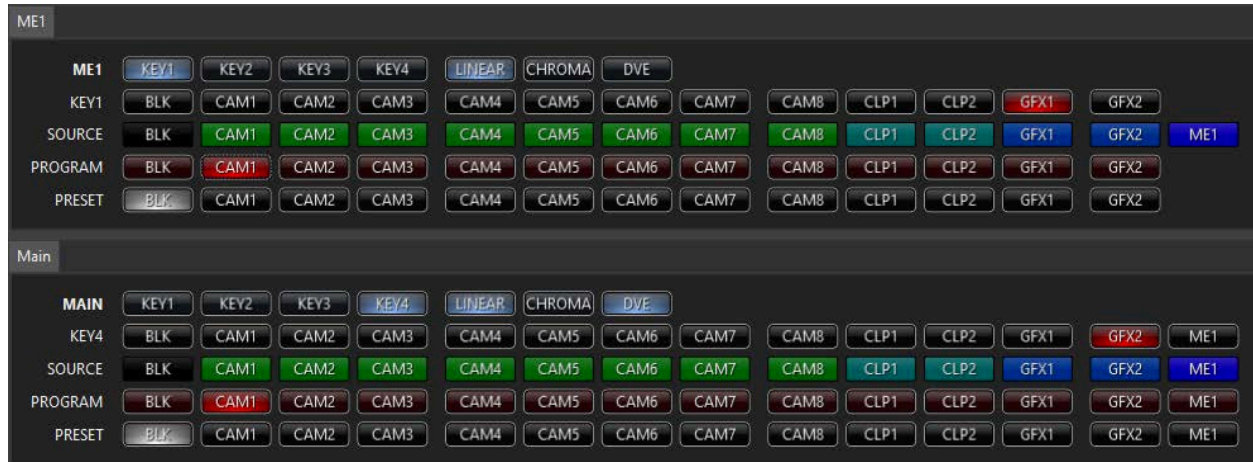 ME1
ME1 KEY1 KEY2 KEY3 KEY4 LINEAR CHROMA DVE
KEY1 BLK CAM1 CAM2 CAM3 CAM4 CAM5 CAM6 CAM7 CAM8 CLP1 CLP2 GFX1 GFX2
SOURCE BLK CAM1 CAM2 CAM3 CAM4 CAM5 CAM6 CAM7 CAM8 CLP1 CLP2 GFX1 GFX2 ME1
PROGRAM BLK CAM1 CAM2 CAM3 CAM4 CAM5 CAM6 CAM7 CAM8 CLP1 CLP2 GFX1 GFX2
PRESET BLK CAM1 CAM2 CAM3 CAM4 CAM5 CAM6 CAM7 CAM8 CLP1 CLP2 GFX1 GFX2
Main
MAIN KEY1 KEY2 KEY3 KEY4 LINEAR CHROMA DVE
KEY4 BLK CAM1 CAM2 CAM3 CAM4 CAM5 CAM6 CAM7 CAM8 CLP1 CLP2 GFX1 GFX2 ME1
SOURCE BLK CAM1 CAM2 CAM3 CAM4 CAM5 CAM6 CAM7 CAM8 CLP1 CLP2 GFX1 GFX2 ME1
PROGRAM BLK CAM1 CAM2 CAM3 CAM4 CAM5 CAM6 CAM7 CAM8 CLP1 CLP2 GFX1 GFX2 ME1
PRESET BLK CAM1 CAM2 CAM3 CAM4 CAM5 CAM6 CAM7 CAM8 CLP1 CLP2 GFX1 GFX2 ME1